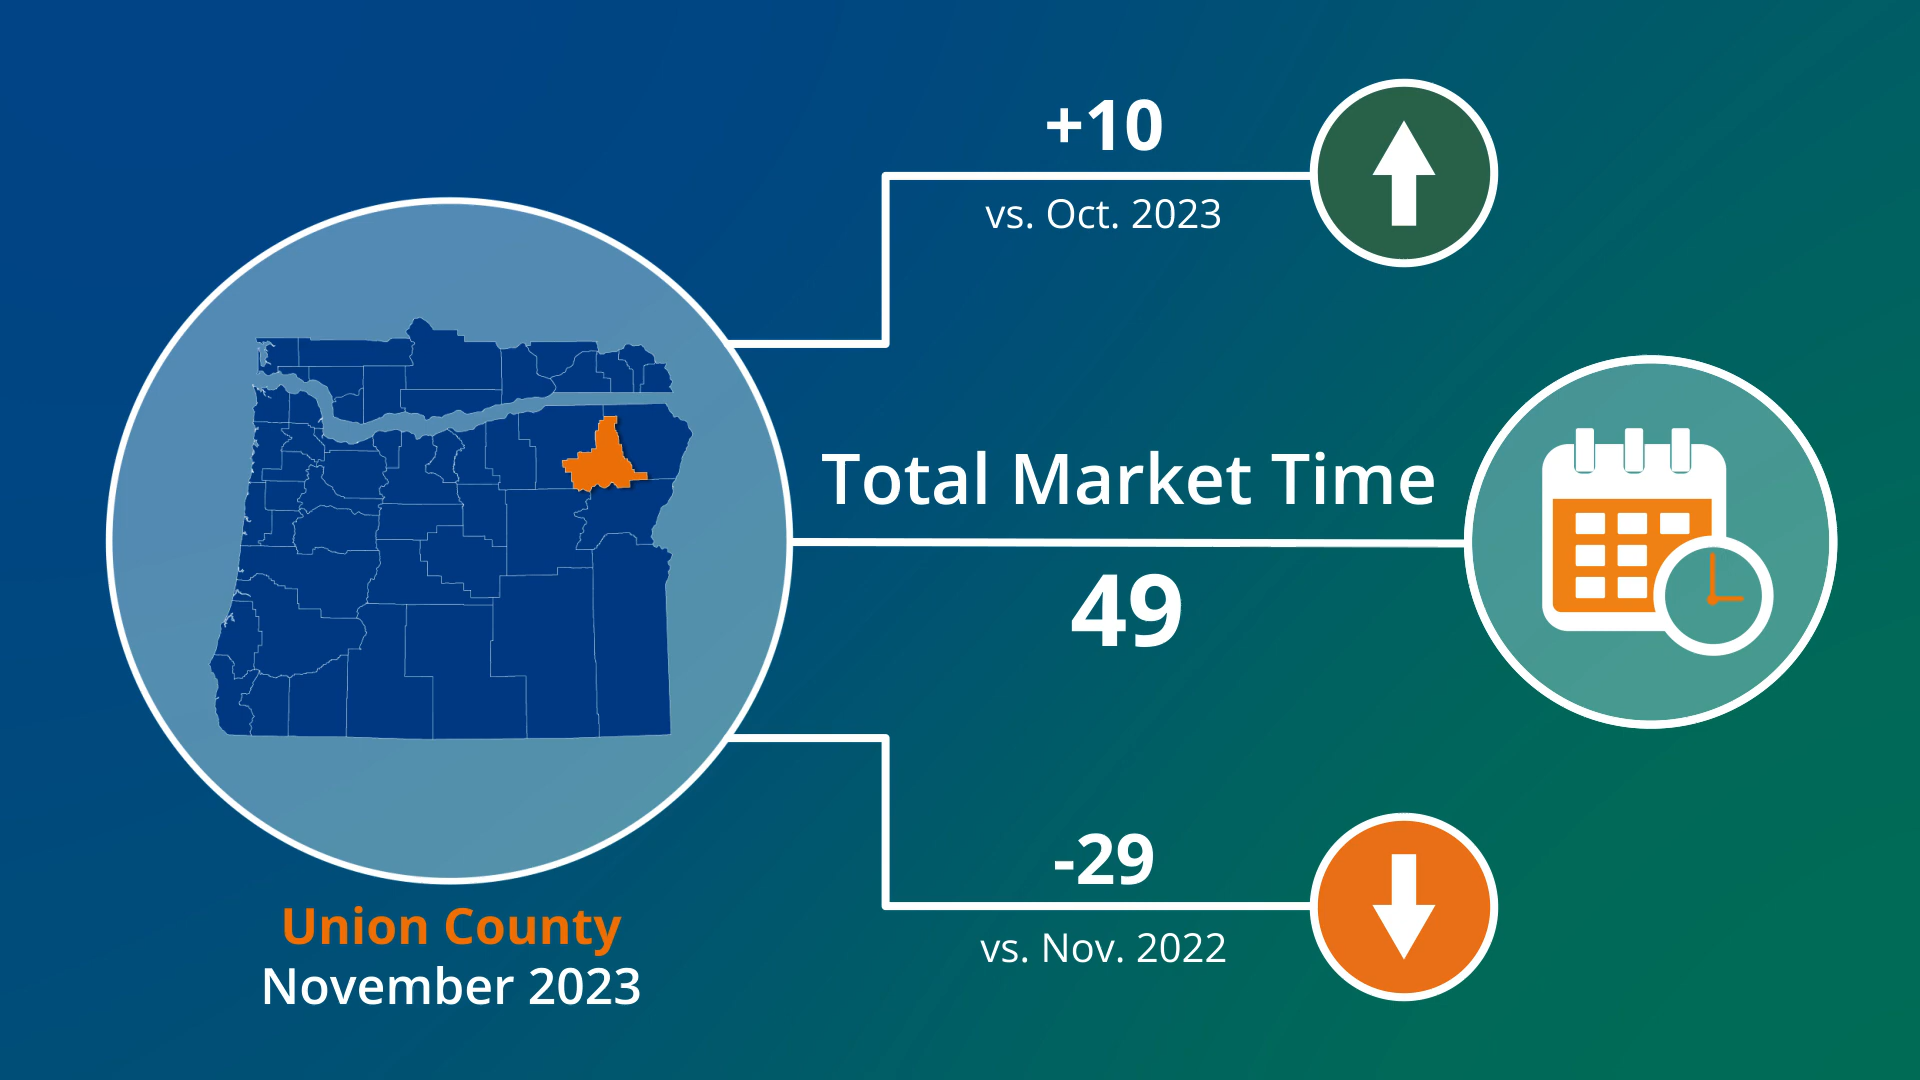 +10
vs. Oct. 2023
Total Market Time
49
-29
vs. Nov. 2022
Union County
November 2023